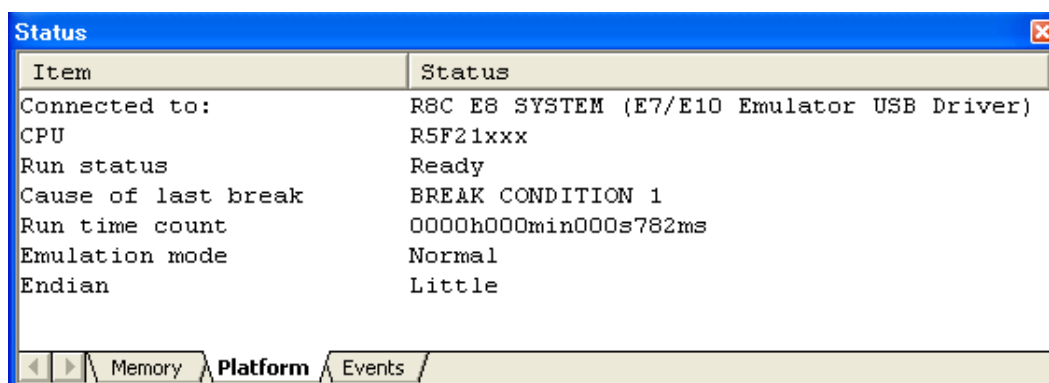 Status
Item Status
Connected to: R8C E8 SYSTEM (E7/E10 Emulator USB Driver)
CPU R5F21xxx
Run status Ready
Cause of last break BREAK CONDITION 1
Run time count 0000h000min000s782ms
Emulation mode Normal
Endian Little
Memory Platform Events